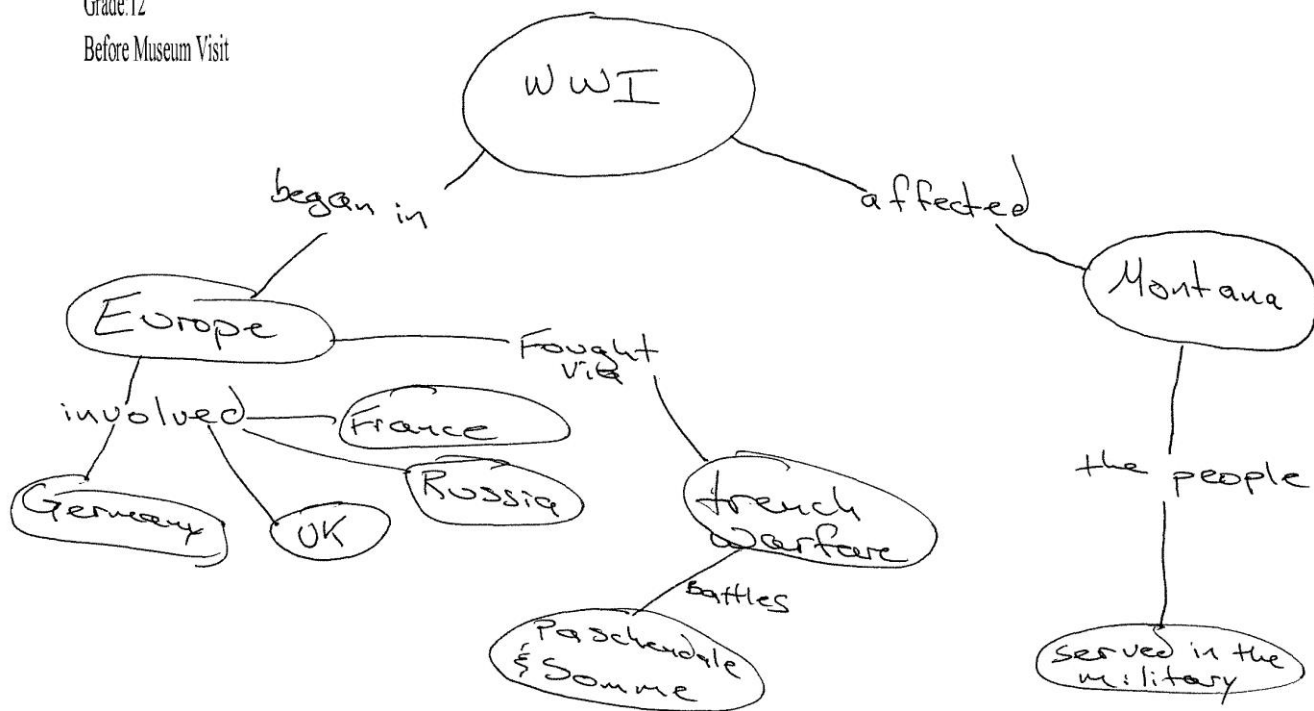 Grade:12
Before Museum Visit
WWI
began in
affected
Europe
Montana
Fought
via
involved
France
Russia
Germany
UK
trench
warfare
the people
Battles
Paschendale
& Somme
served in the
military